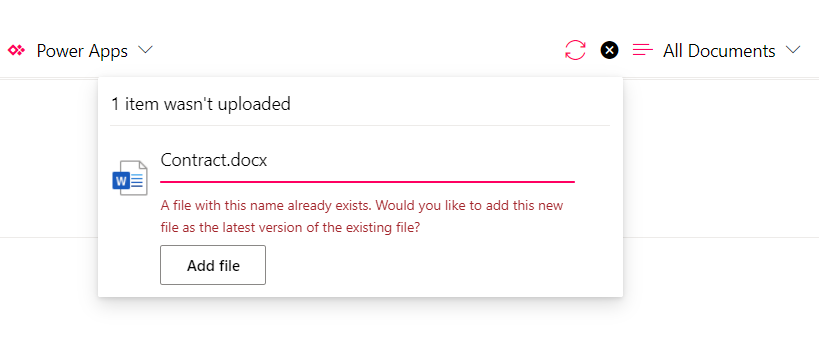 Power Apps
All Documents
1 item wasn't uploaded
W
Contract.docx
A file with this name already exists. Would you like to add this new
file as the latest version of the existing file?
Add file